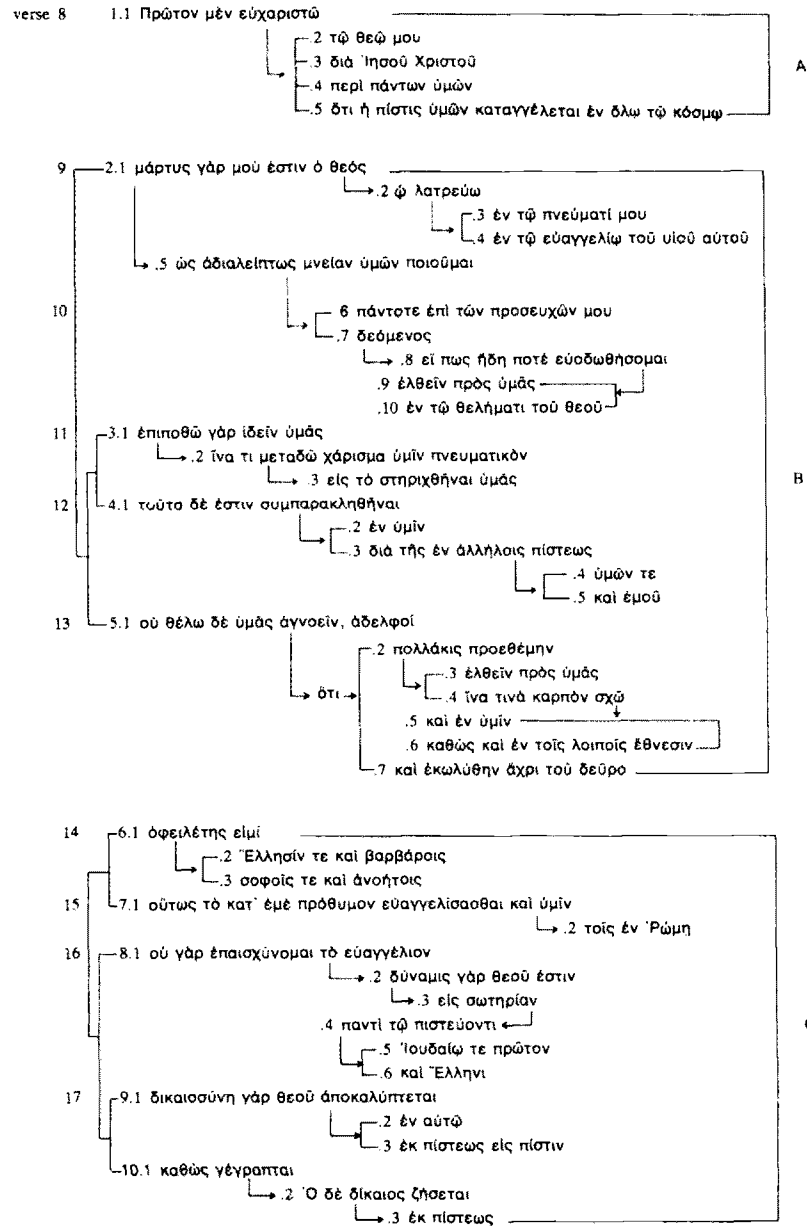 verse 8 1.1 Πρῶτον μὲν εὐχαριστῶ
.2 τῷ θεῷ μου
.3 διὰ Ἰησοῦ Χριστοῦ
A
.4 περὶ πάντων ὑμῶν
.5 ὅτι ἡ πίστις ὑμῶν καταγγέλεται ἐν ὅλῳ τῷ κόσμῳ
9 2.1 μάρτυς γὰρ μοὺ ἐστιν ὁ θεός
.2 ᾧ λατρεύω
.3 ἐν τῷ πνεύματί μου
.4 ἐν τῷ εὐαγγελίῳ τοῦ υἱοῦ αὐτοῦ
.5 ὡς ἀδιαλείπτως μνείαν ὑμῶν ποιοῦμαι
10 6 πάντοτε ἐπὶ τῶν προσευχῶν μου
.7 δεόμενος
.8 εἴ πως ἤδη ποτέ εὐοδωθήσομαι
.9 ἐλθεῖν πρὸς ὑμᾶς
.10 ἐν τῷ θελήματι τοῦ θεοῦ
11 3.1 ἐπιποθῶ γὰρ ἰδεῖν ὑμᾶς
.2 ἵνα τι μεταδῶ χάρισμα ὑμῖν πνευματικὸν
B
.3 εἰς τὸ στηριχθῆναι ὑμᾶς
12 4.1 τοῦτο δὲ ἐστιν συμπαρακληθῆναι
.2 ἐν ὑμῖν
.3 διὰ τῆς ἐν ἀλλήλοις πίστεως
.4 ὑμῶν τε
.5 καὶ ἐμοῦ
13 5.1 οὐ θέλω δὲ ὑμᾶς ἀγνοεῖν, ἀδελφοί
.2 πολλάκις προεθέμην
.3 ἐλθεῖν πρὸς ὑμᾶς
ὅτι
.4 ἵνα τινὰ καρπὸν σχῶ
.5 καὶ ἐν ὑμῖν
.6 καθὼς καὶ ἐν τοῖς λοιποῖς ἔθνεσιν
.7 καὶ ἐκωλύθην ἄχρι τοῦ δεῦρο
14 6.1 ὀφειλέτης εἰμί
.2 Ἕλλησίν τε καὶ βαρβάροις
.3 σοφοῖς τε καὶ ἀνοήτοις
15 7.1 οὕτως τὸ κατ' ἐμὲ πρόθυμον εὐαγγελίσασθαι καὶ ὑμῖν
.2 τοῖς ἐν Ῥώμῃ
16 8.1 οὐ γὰρ ἐπαισχύνομαι τὸ εὐαγγέλιον
.2 δύναμις γὰρ θεοῦ ἐστιν
.3 εἰς σωτηρίαν
.4 παντὶ τῷ πιστεύοντι
.5 Ἰουδαίῳ τε πρῶτον
.6 καὶ Ἕλληνι
17 9.1 δικαιοσύνη γὰρ θεοῦ ἀποκαλύπτεται
.2 ἐν αὐτῷ
.3 ἐκ πίστεως εἰς πίστιν
10.1 καθὼς γέγραπται
.2 Ὁ δὲ δίκαιος ζήσεται
.3 ἐκ πίστεως